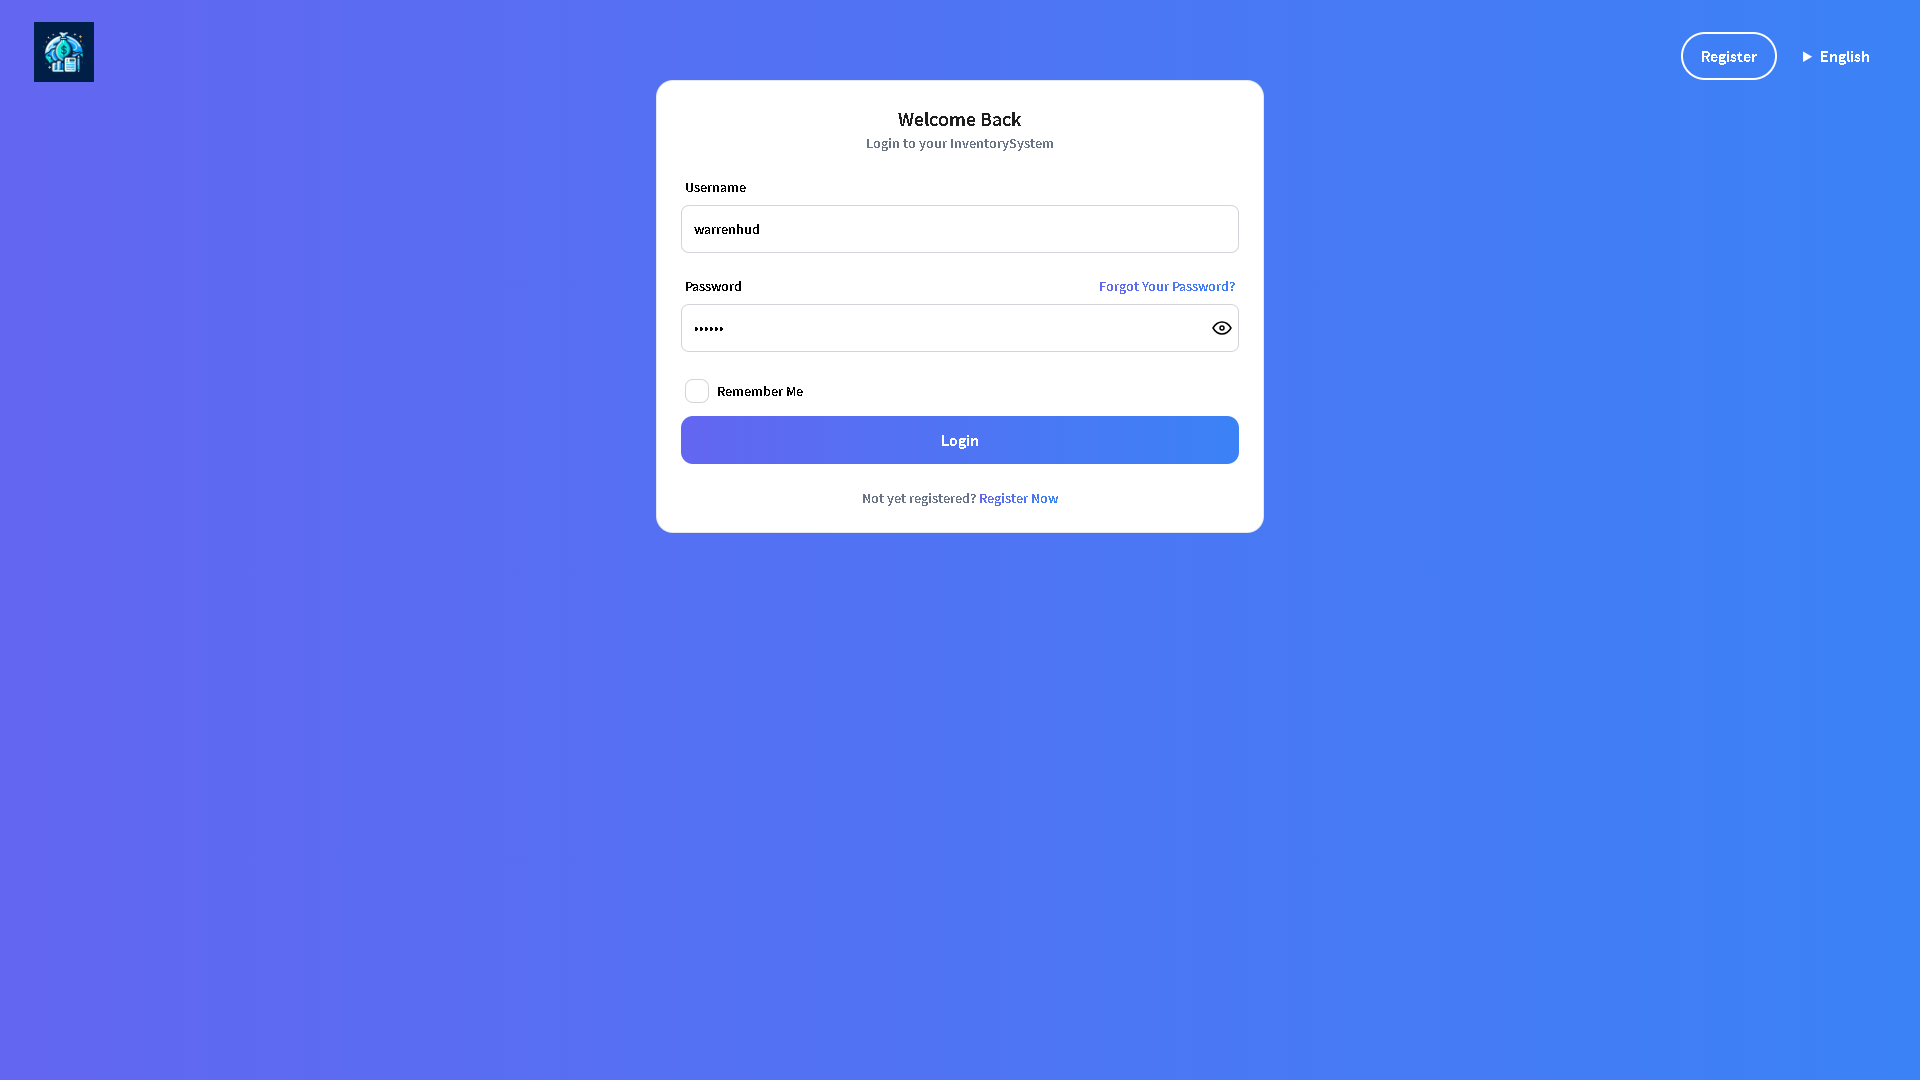 Register
English
Welcome Back
Login to your InventorySystem
Username
warrenhud
Password
Forgot Your Password?
••••••
Remember Me
Login
Not yet registered? Register Now